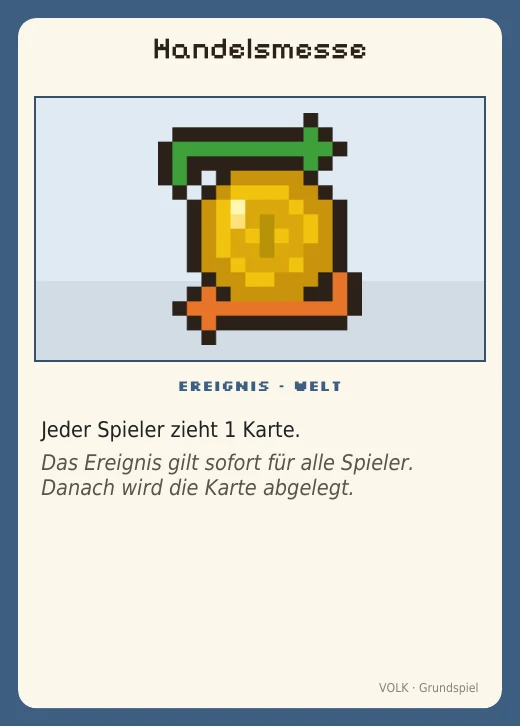 Handelsmesse
EREIGNIS - WELT
Jeder Spieler zieht 1 Karte.
Das Ereignis gilt sofort für alle Spieler.
Danach wird die Karte abgelegt.
VOLK · Grundspiel